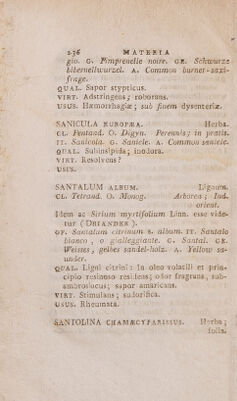 236 MATERIA
gio. G. Pimprenelle noire. GE. Schwarze
bibernellwurzel. A. Common burnet-saxi-
frage.
QUAL. Sapor stypticus.
VIRT. Adstringens; roborans.
USUS. Hæmorrhagiæ; sub finem dysenteriæ.
SANICULA EUROPÆA. Herba.
CL. Pentand. O. Digyn. Perennis; in pratis.
IT. Sanicola. G. Sanicle. A. Common sanicle.
QUAL. Subinsipida; inodora.
VIRT. Resolvens?
USUS.
SANTALUM ALBUM. Lignum.
CL. Tetrand. O. Monog. Arborea; Ind.
orient.
Idem ac Sirium myrtifolium Linn. esse vide-
tur (DRIANDER).
OF. Santalum citrinum s. album. IT. Santalo
bianco, o gialleggiante. G. Santal. GE.
Weisses, gelbes sandel-holz. A. Yellow sa-
under.
QUAL. Ligni citrini: in oleo volatili et prin-
cipio resinoso residens; odor fragrans, sub-
ambrosiacus; sapor amaricans.
VIRT. Stimulans; sudorifica.
USUS. Rheumata.
SANTOLINA CHAMÆCYPARISSUS. Herba;
folia.